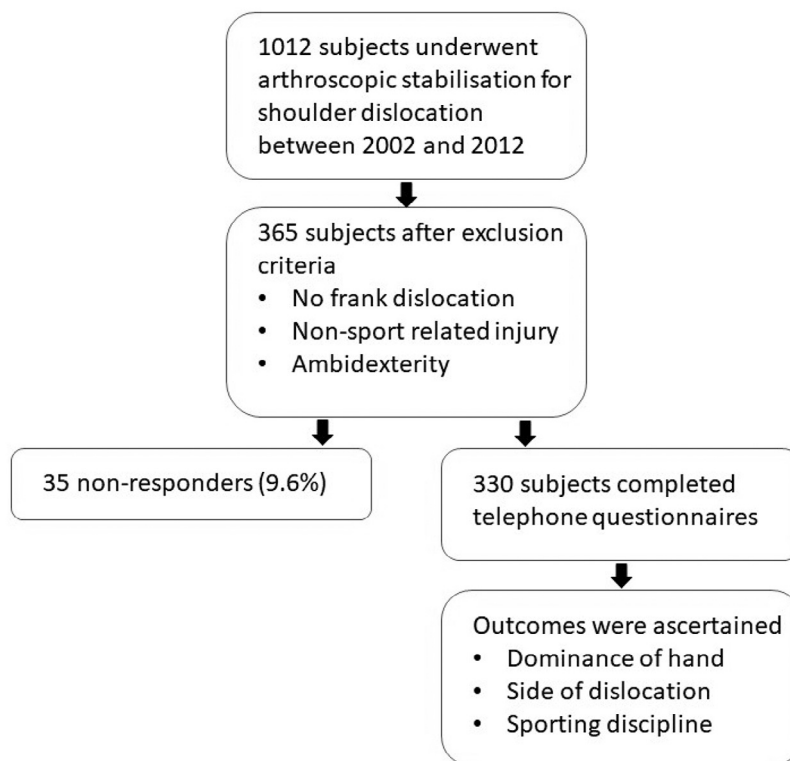 1012 subjects underwent
arthroscopic stabilisation for
shoulder dislocation
between 2002 and 2012
365 subjects after exclusion
criteria
• No frank dislocation
• Non-sport related injury
• Ambidexterity
35 non-responders (9.6%)
330 subjects completed
telephone questionnaires
Outcomes were ascertained
• Dominance of hand
• Side of dislocation
• Sporting discipline